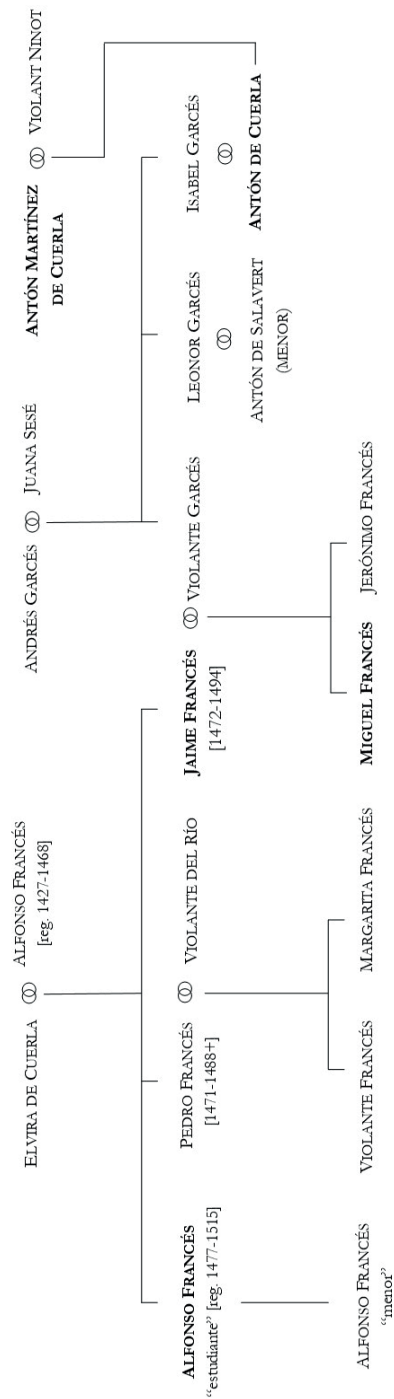 ELVIRA DE CUERLA
ALFONSO FRANCÉS
[reg. 1427-1468]
ANDRÉS GARCÉS
JUANA SESÉ
ANTÓN MARTÍNEZ
DE CUERLA
VIOLANT NINOT
ALFONSO FRANCÉS
“estudiante” [reg. 1477-1515]
PEDRO FRANCÉS
[1471-1488+]
VIOLANTE DEL RÍO
JAIME FRANCÉS
[1472-1494]
VIOLANTE GARCÉS
LEONOR GARCÉS
ANTÓN DE SALAVERT
(MENOR)
ISABEL GARCÉS
ANTÓN DE CUERLA
ALFONSO FRANCÉS
“menor”
VIOLANTE FRANCÉS
MARGARITA FRANCÉS
MIGUEL FRANCÉS
JERÓNIMO FRANCÉS